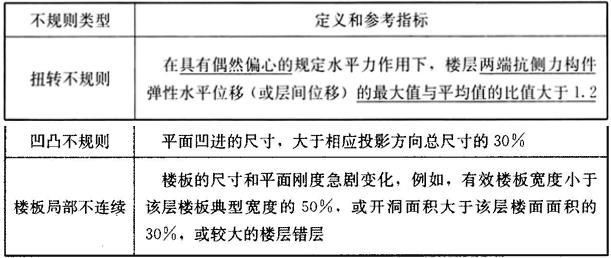 不规则类型
定义和参考指标
扭转不规则
在具有偶然偏心的规定水平力作用下，楼层两端抗侧力构件
弹性水平位移（或层间位移）的最大值与平均值的比值大于1.2
凹凸不规则
平面凹进的尺寸，大于相应投影方向总尺寸的30%
楼板局部不连续
楼板的尺寸和平面刚度急剧变化，例如，有效楼板宽度小于
该层楼板典型宽度的50%，或开洞面积大于该层楼面面积的
30%，或较大的楼层错层